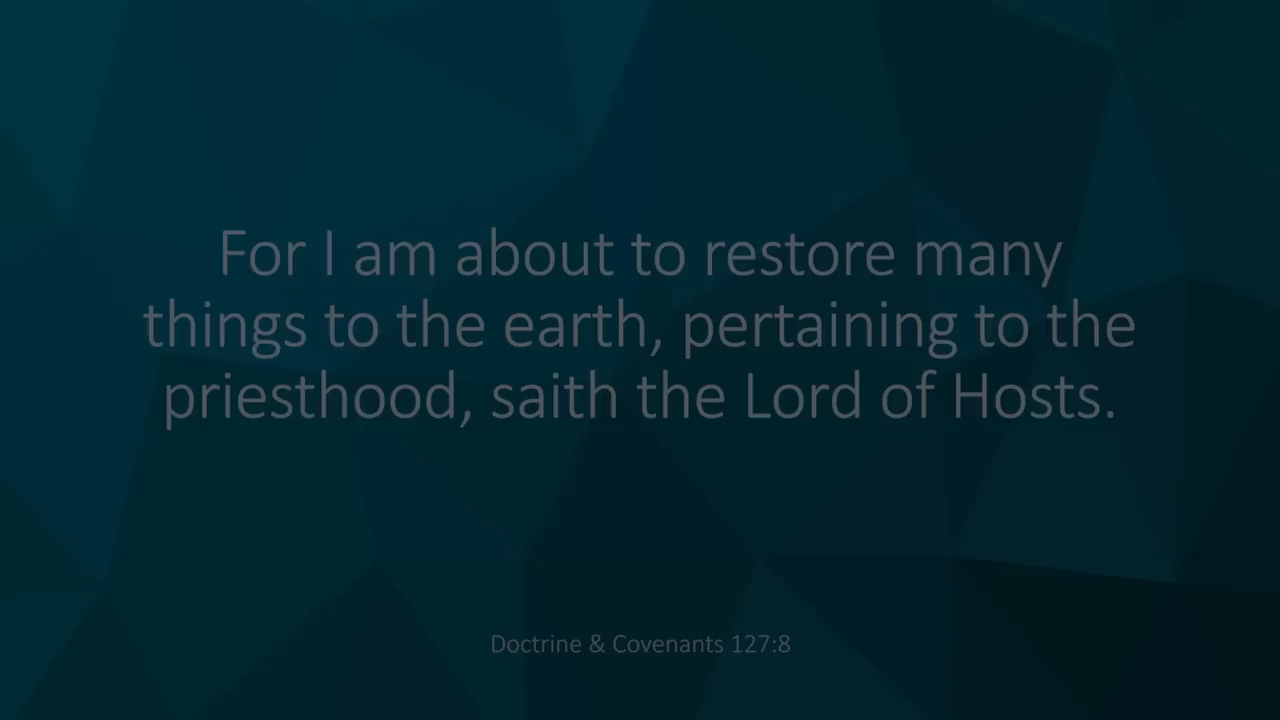 For I am about to restore many
things to the earth, pertaining to the
priesthood, saith the Lord of Hosts.
Doctrine & Covenants 127:8